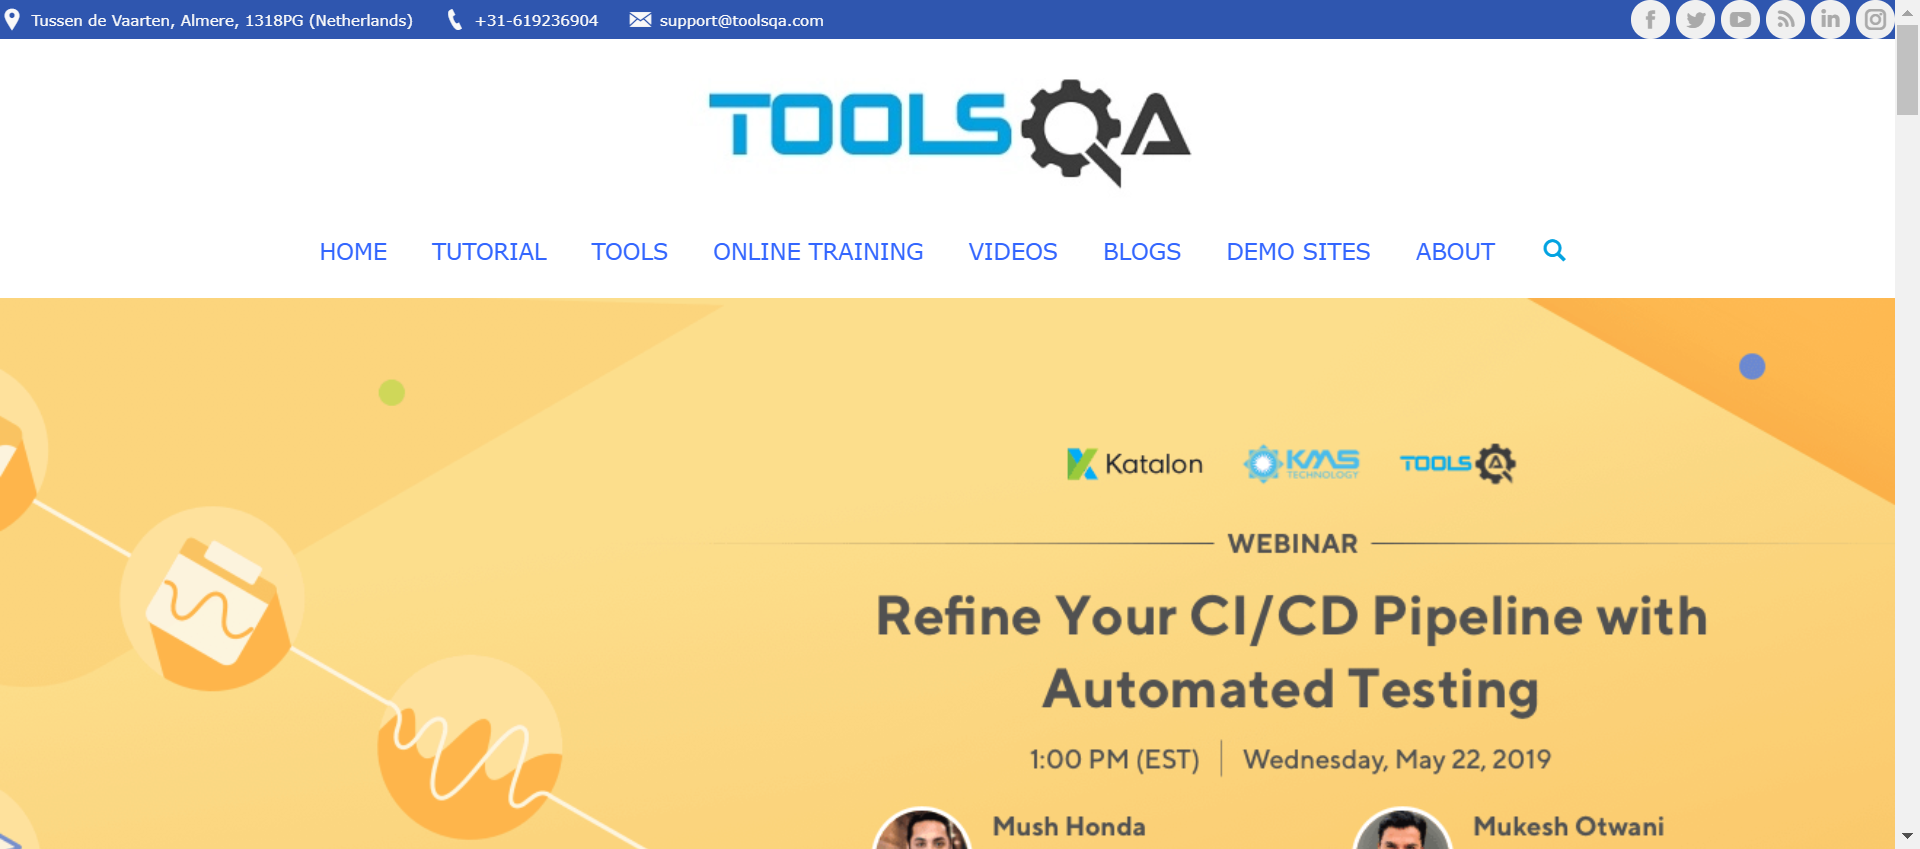 Tussen de Vaarten, Almere, 1318PG (Netherlands) +31-619236904 support@toolsqa.com
TOOLSQA
HOME TUTORIAL TOOLS ONLINE TRAINING VIDEOS BLOGS DEMO SITES ABOUT
Katalon KMS TECHNOLOGY TOOLSQA
WEBINAR
Refine Your CI/CD Pipeline with
Automated Testing
1:00 PM (EST) Wednesday, May 22, 2019
Mush Honda Mukesh Otwani